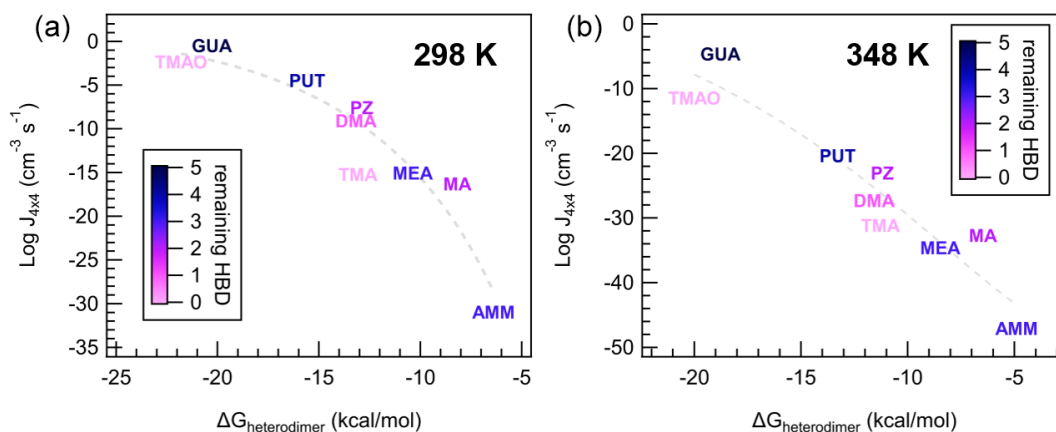 (a)
298 K
GUA
TMAO
PUT
PZ
DMA
TMA
MEA
MA
AMM
0
-5
-10
-15
-20
-25
-30
-35
Log J4x4 (cm-3 s-1)
5
4
3
2
1
0
remaining HBD
-25 -20 -15 -10 -5
ΔGheterodimer (kcal/mol)
(b)
348 K
GUA
TMAO
PUT
PZ
DMA
TMA
MA
MEA
AMM
0
-10
-20
-30
-40
-50
Log J4x4 (cm-3 s-1)
5
4
3
2
1
0
remaining HBD
-20 -15 -10 -5
ΔGheterodimer (kcal/mol)